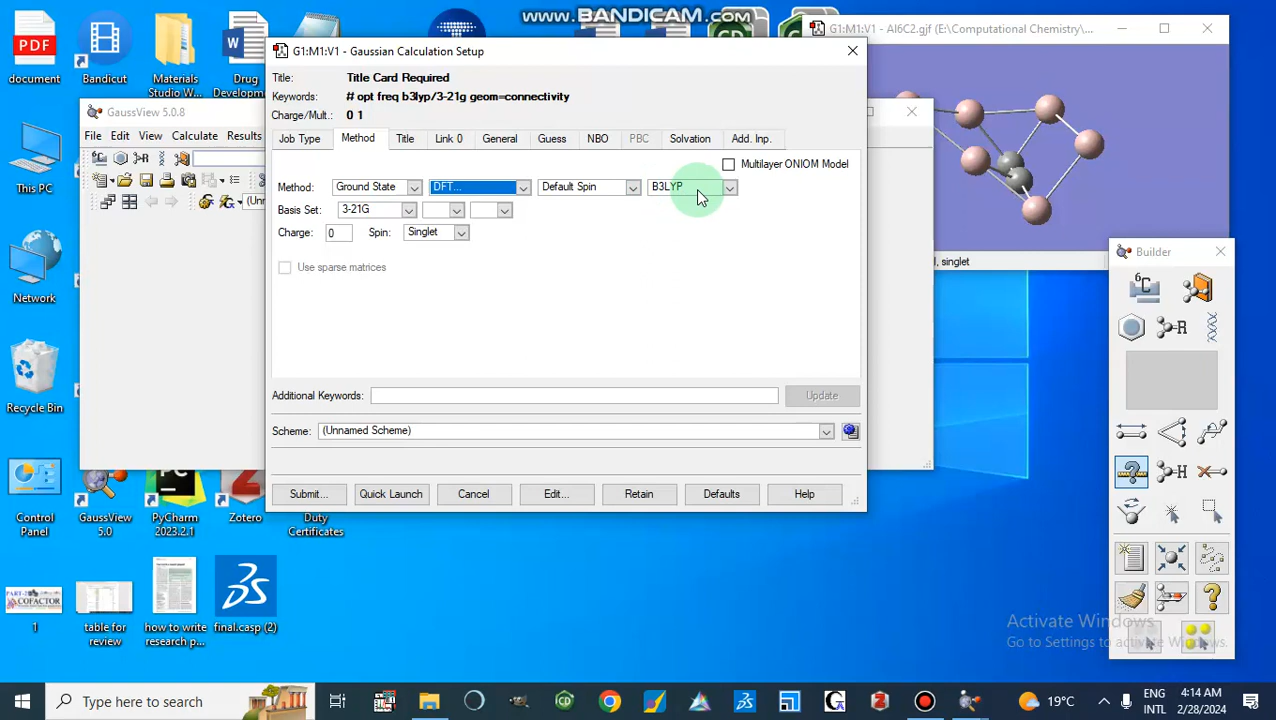 www.BANDICAM.com
document
Bandicut
Materials
Studio W...
Drug
Developm...
This PC
Network
Recycle Bin
Control
Panel
GaussView
5.0
PyCharm
2023.2.1
Zotero
Duty
Certificates
1
table for
review
how to write
research p...
final.casp (2)
GaussView 5.0.8
File Edit View Calculate Results
(Un
G1:M1:V1 - Gaussian Calculation Setup
Title: Title Card Required
Keywords: # opt freq b3lyp/3-21g geom=connectivity
Charge/Mult.: 0 1
Job Type Method Title Link 0 General Guess NBO PBC Solvation Add. Inp.
Multilayer ONIOM Model
Method: Ground State DFT... Default Spin B3LYP
Basis Set: 3-21G
Charge: 0 Spin: Singlet
Use sparse matrices
Additional Keywords: Update
Scheme: (Unnamed Scheme)
Submit... Quick Launch Cancel Edit... Retain Defaults Help
G1:M1:V1 - Al6C2.gjf (E:\Computational Chemistry\...
l, singlet
Builder
6C
R
H
Activate Windows
Go to Settings to activate Windows.
Type here to search
19°C
ENG
INTL
4:14 AM
2/28/2024